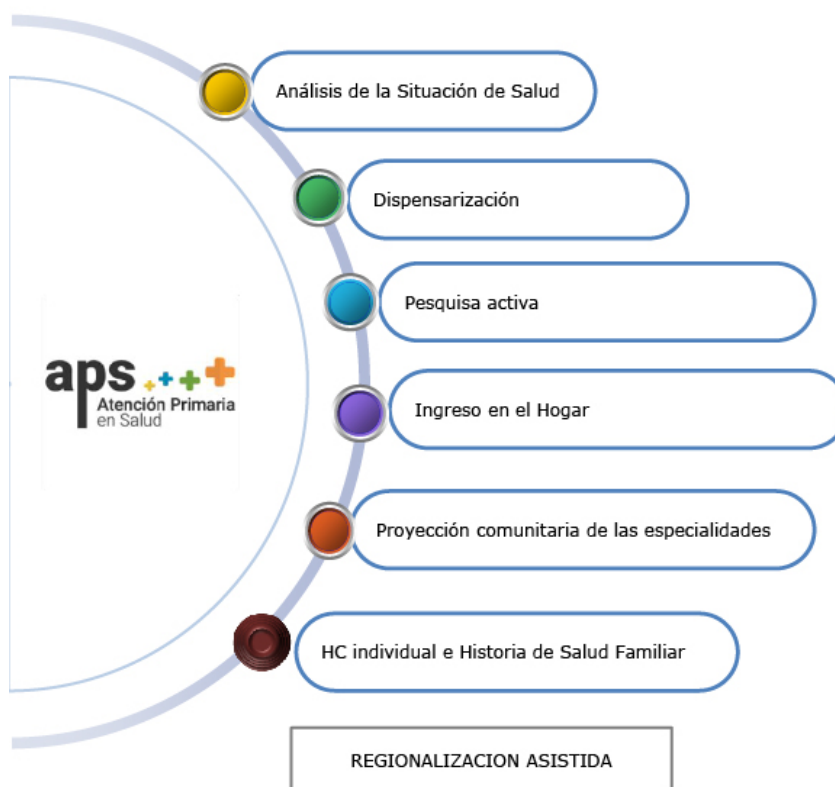 Análisis de la Situación de Salud
Dispensarización
Pesquisa activa
aps
Atención Primaria
en Salud
Ingreso en el Hogar
Proyección comunitaria de las especialidades
HC individual e Historia de Salud Familiar
REGIONALIZACION ASISTIDA